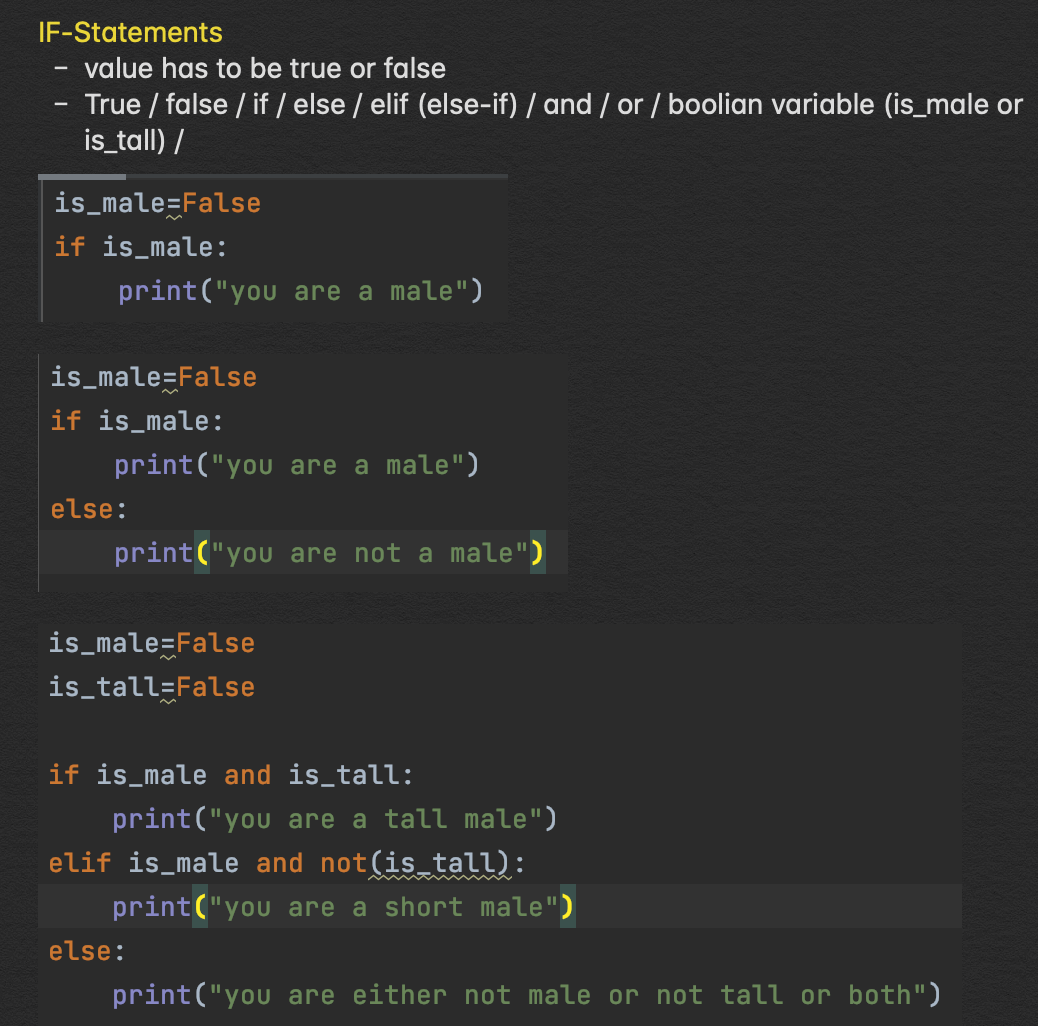 IF-Statements
– value has to be true or false
– True / false / if / else / elif (else-if) / and / or / boolian variable (is_male or
is_tall) /
is_male=False
if is_male:
    print("you are a male")
is_male=False
if is_male:
    print("you are a male")
else:
    print("you are not a male")
is_male=False
is_tall=False
if is_male and is_tall:
    print("you are a tall male")
elif is_male and not(is_tall):
    print("you are a short male")
else:
    print("you are either not male or not tall or both")